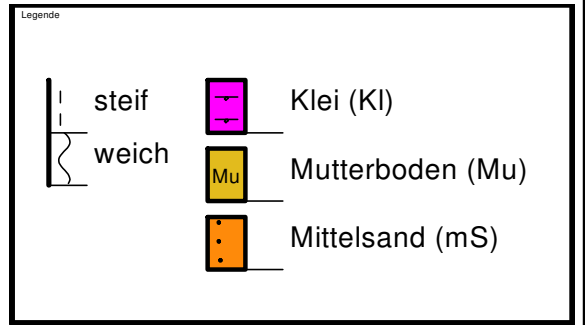 Legende
steif
Klei (Kl)
weich
Mu
Mutterboden (Mu)
Mittelsand (mS)